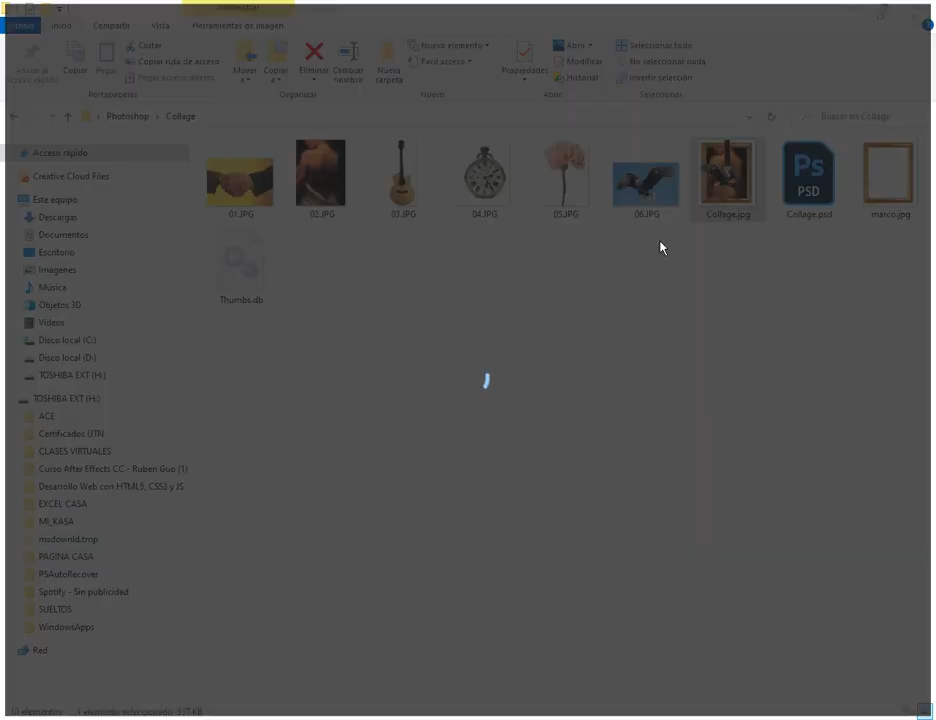 Inicio Compartir Vista Herramientas de imagen
Cortar
Copiar ruta de acceso
Pegar acceso directo
Copiar Pegar
Mover a
Copiar a
Eliminar
Cambiar nombre
Nueva carpeta
Nuevo elemento
Fácil acceso
Propiedades
Abrir
Modificar
Historial
Seleccionar todo
No seleccionar nada
Invertir selección
Portapapeles Organizar Nuevo Abrir Seleccionar
Photoshop › Collage
Buscar en Collage
Acceso rápido
Creative Cloud Files
Este equipo
Descargas
Documentos
Escritorio
Imágenes
Música
Objetos 3D
Vídeos
Disco local (C:)
Disco local (D:)
TOSHIBA EXT (H:)
TOSHIBA EXT (H:)
ACE
Certificados UTN
CLASES VIRTUALES
Curso After Effects CC - Ruben Guo (1)
Desarrollo Web con HTML5, CSS3 y JS
EXCEL CASA
MI_KASA
msdownld.tmp
PAGINA CASA
PSAutoRecover
Spotify - Sin publicidad
SUELTOS
WindowsApps
Red
Ps
PSD
01.JPG 02.JPG 03.JPG 04.JPG 05.JPG 06.JPG Collage.jpg Collage.psd marco.jpg
Thumbs.db
10 elementos 1 elemento seleccionado 357 KB